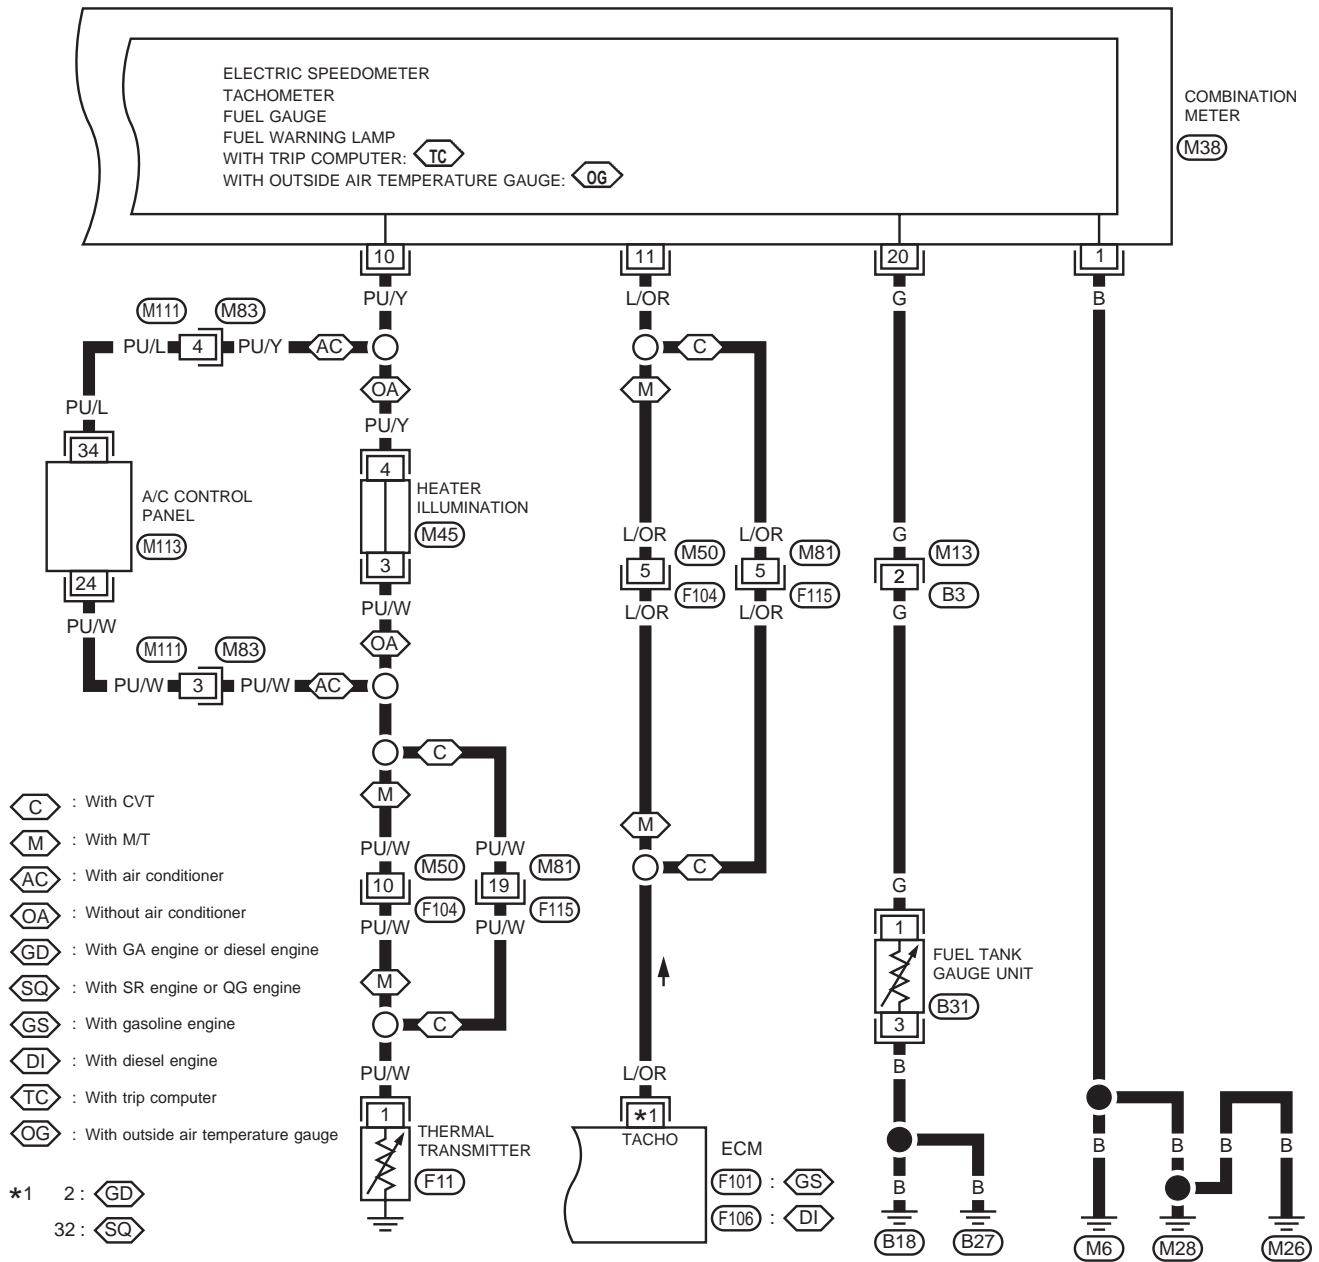 ELECTRIC SPEEDOMETER
TACHOMETER
FUEL GAUGE
FUEL WARNING LAMP
WITH TRIP COMPUTER: TC
WITH OUTSIDE AIR TEMPERATURE GAUGE: OG
COMBINATION
METER
M38
10 11 20 1
PU/Y L/OR G B
M111 M83
PU/L 4 PU/Y AC C
OA M
PU/L
PU/Y
34
4
A/C CONTROL
PANEL
M113
HEATER
ILLUMINATION
M45
24
3
PU/W
PU/W
L/OR L/OR G
5 M50 5 M81 2 M13
F104 F115 B3
L/OR L/OR G
M111 M83
OA
PU/W 3 PU/W AC
C
M
PU/W PU/W
10 M50 19 M81
F104 F115
PU/W PU/W
M
C
PU/W
1
THERMAL
TRANSMITTER
F11
M
C
L/OR
*1
TACHO
ECM
F101 : GS
F106 : DI
G
1
FUEL TANK
GAUGE UNIT
B31
3
B
B B
B18 B27
B B B B
M6 M28 M26
C : With CVT
M : With M/T
AC : With air conditioner
OA : Without air conditioner
GD : With GA engine or diesel engine
SQ : With SR engine or QG engine
GS : With gasoline engine
DI : With diesel engine
TC : With trip computer
OG : With outside air temperature gauge
*1 2 : GD
32 : SQ